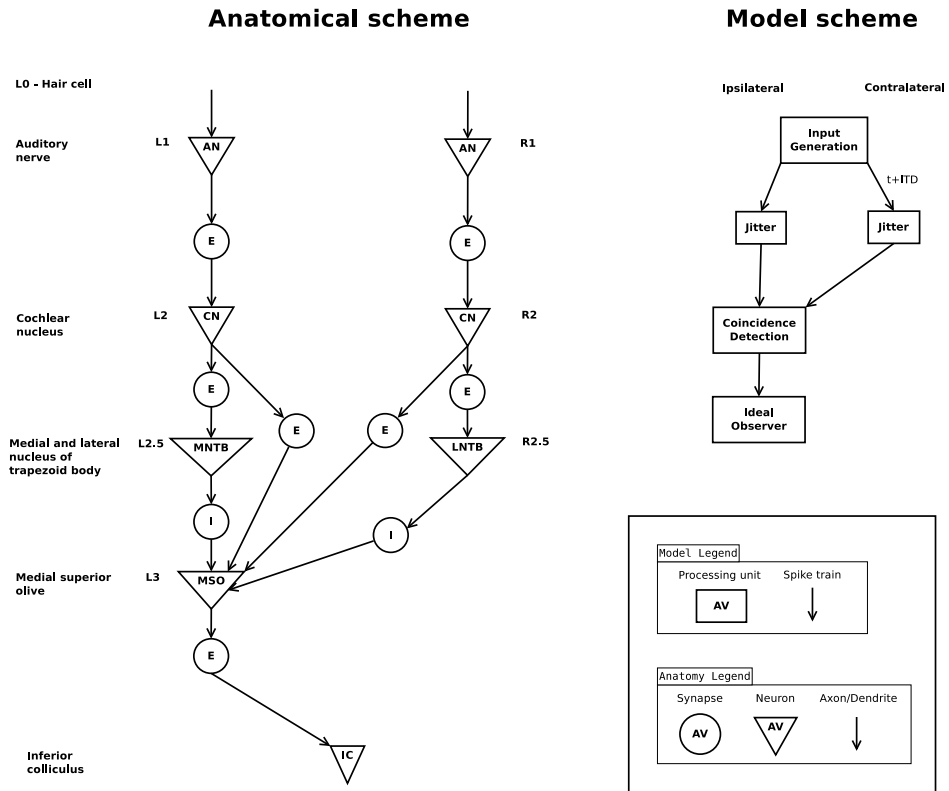 Anatomical scheme
Model scheme
L0 - Hair cell
Ipsilateral
Contralateral
Auditory
nerve
L1
AN
AN
R1
Input
Generation
t+ITD
Jitter
Jitter
E
E
Cochlear
nucleus
L2
CN
CN
R2
Coincidence
Detection
E
E
E
E
Ideal
Observer
Medial and lateral
nucleus of
trapezoid body
L2.5
MNTB
LNTB
R2.5
I
I
Medial superior
olive
L3
MSO
E
Inferior
colliculus
IC
Model Legend
Processing unit
Spike train
AV
Anatomy Legend
Synapse
Neuron
Axon/Dendrite
AV
AV